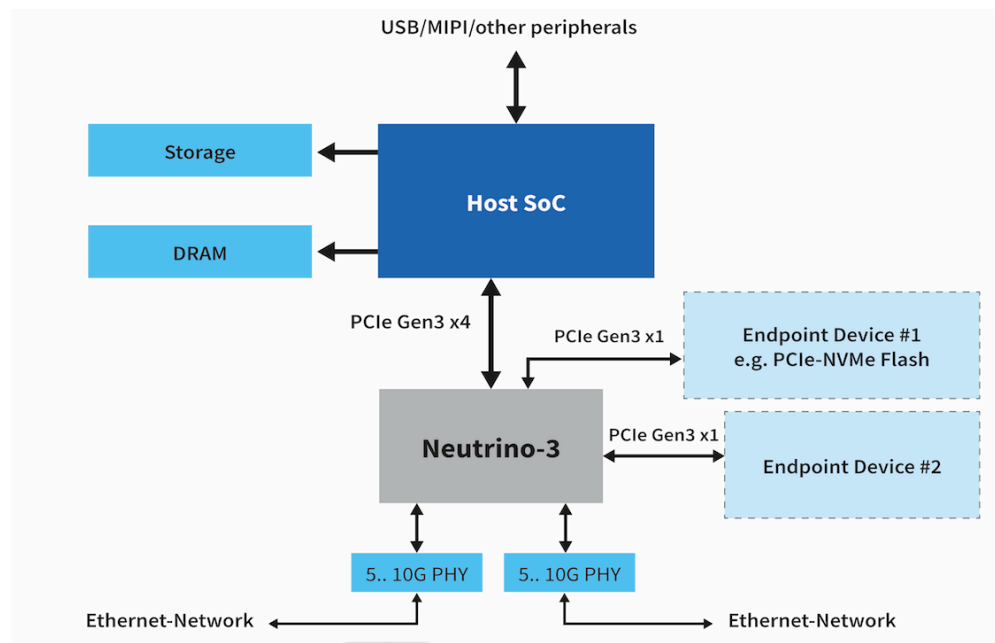 USB/MIPI/other peripherals
Storage
Host SoC
DRAM
PCIe Gen3 x4
PCIe Gen3 x1
Endpoint Device #1
e.g. PCIe-NVMe Flash
Neutrino-3
PCIe Gen3 x1
Endpoint Device #2
5.. 10G PHY
5.. 10G PHY
Ethernet-Network
Ethernet-Network